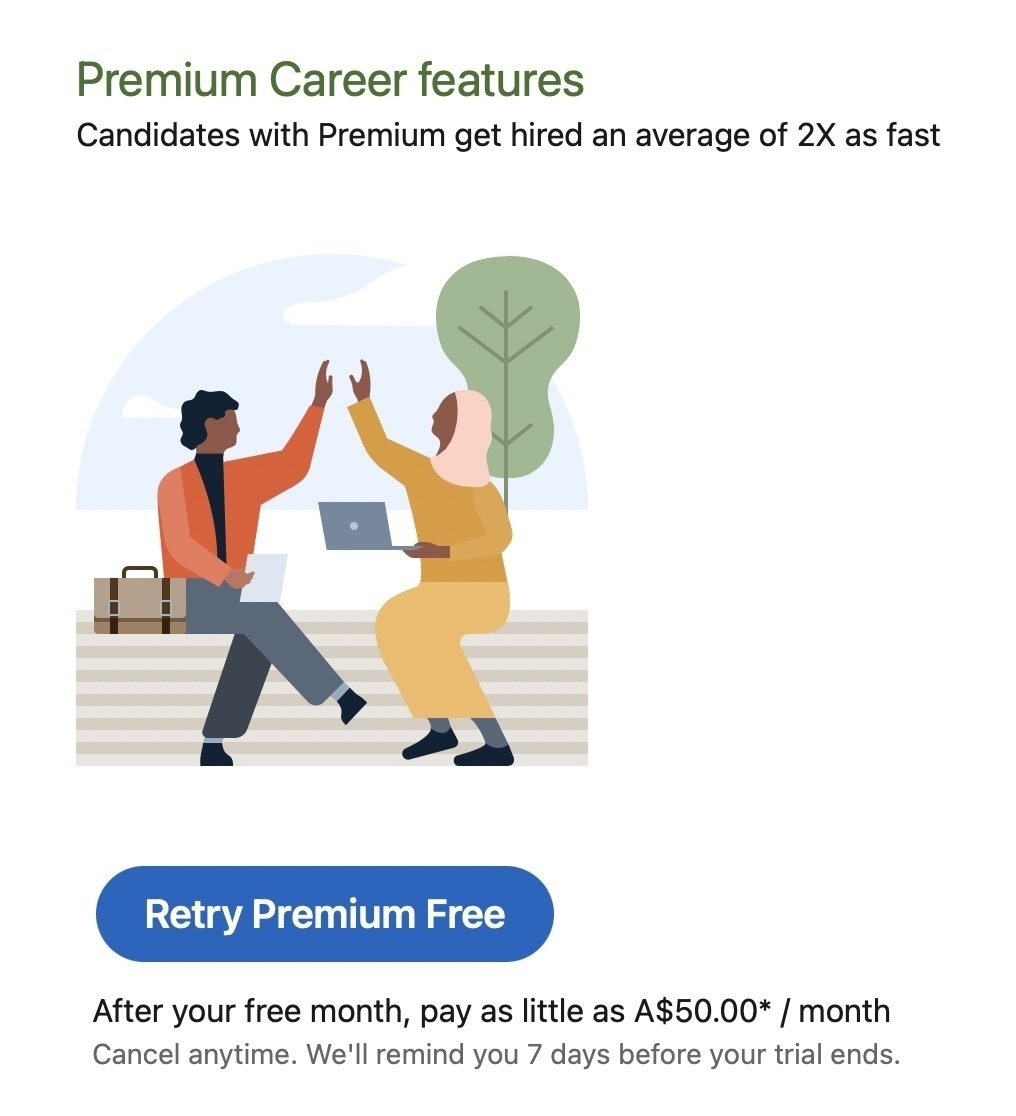 Premium Career features
Candidates with Premium get hired an average of 2X as fast
Retry Premium Free
After your free month, pay as little as A$50.00* / month
Cancel anytime. We'll remind you 7 days before your trial ends.